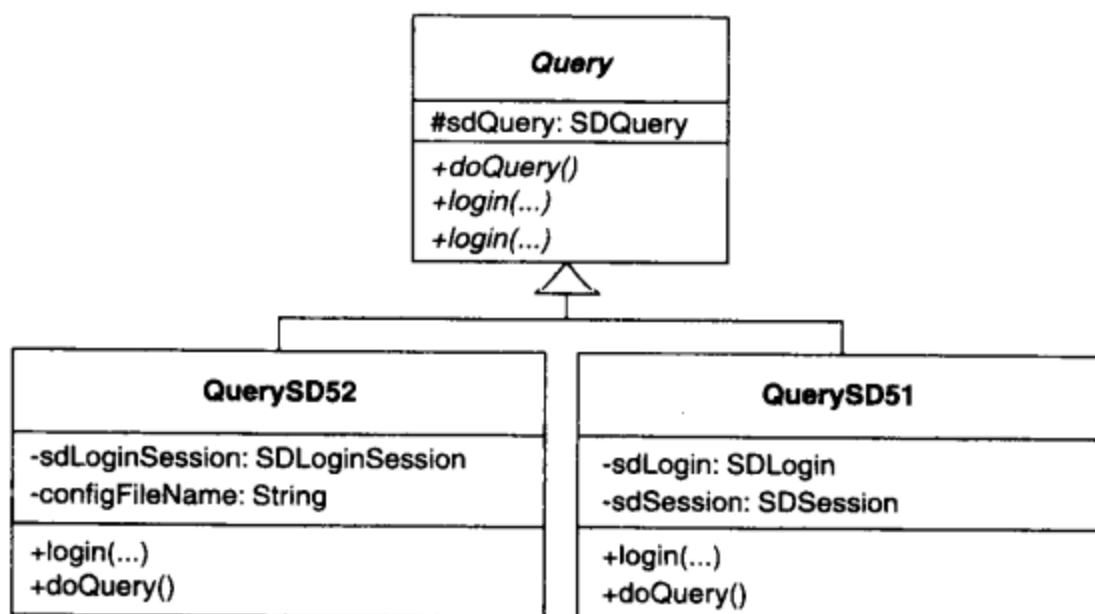 Query
#sdQuery: SDQuery
+doQuery()
+login(...)
+login(...)
QuerySD52
-sdLoginSession: SDLoginSession
-configFileName: String
+login(...)
+doQuery()
QuerySD51
-sdLogin: SDLogin
-sdSession: SDSession
+login(...)
+doQuery()